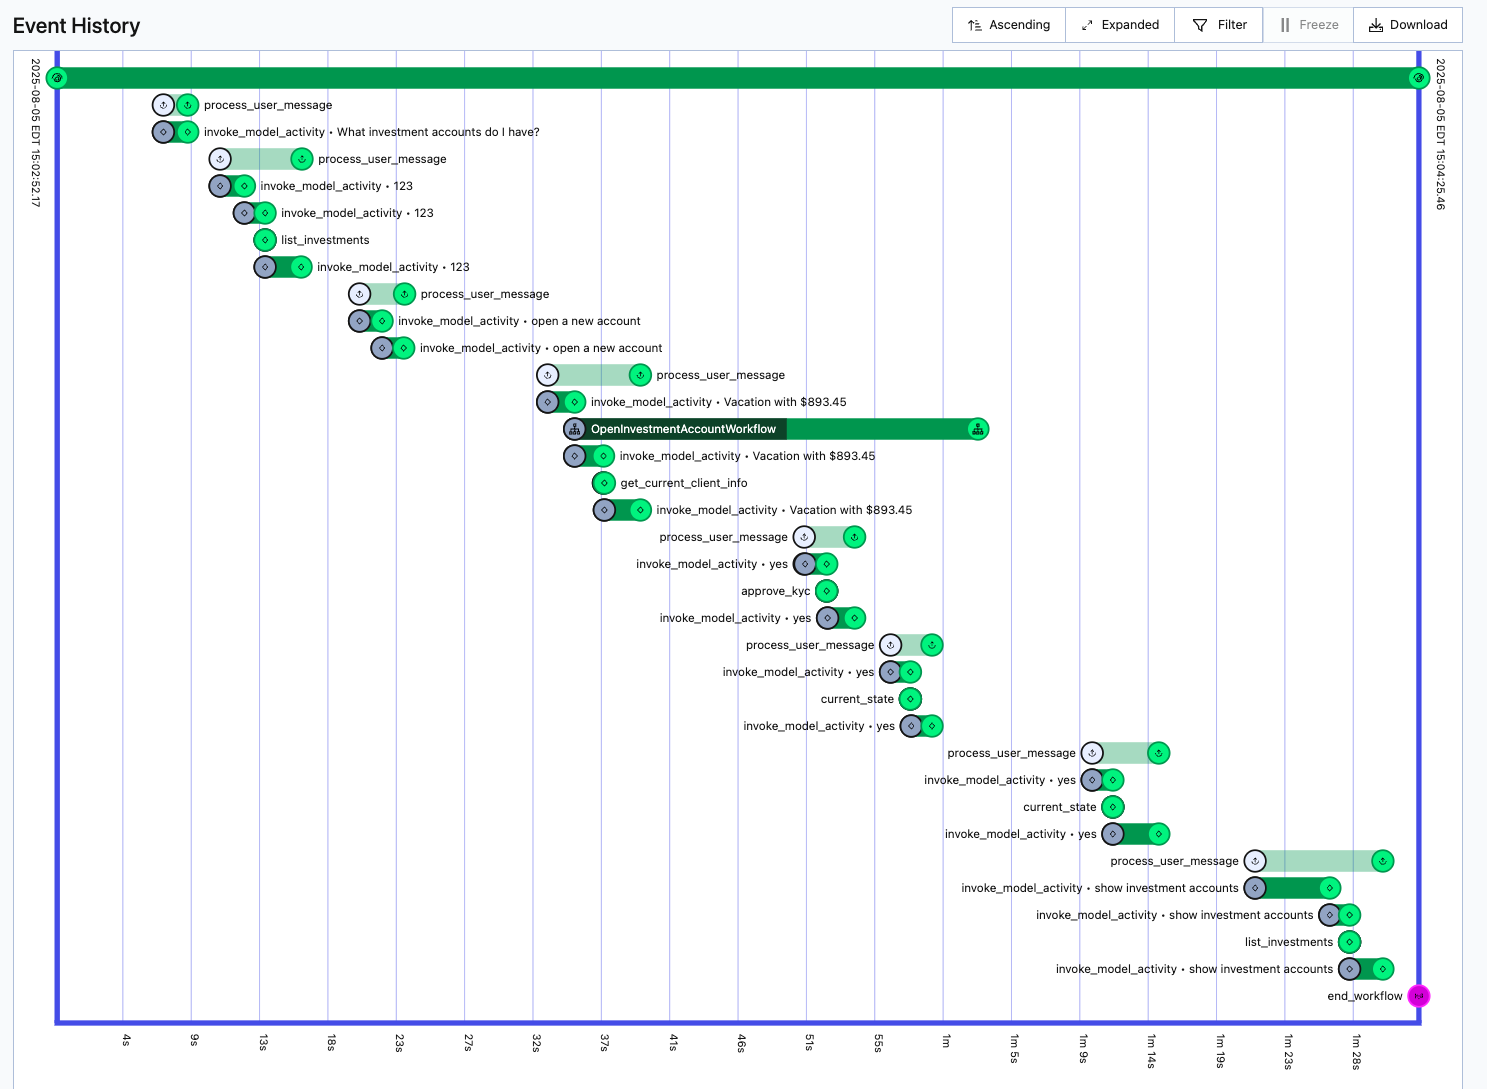 Event History
Ascending
Expanded
Filter
Freeze
Download
2025-08-05 EDT 15:02:52.17
2025-08-05 EDT 15:04:25.46
process_user_message
invoke_model_activity • What investment accounts do I have?
process_user_message
invoke_model_activity • 123
invoke_model_activity • 123
list_investments
invoke_model_activity • 123
process_user_message
invoke_model_activity • open a new account
invoke_model_activity • open a new account
process_user_message
invoke_model_activity • Vacation with $893.45
OpenInvestmentAccountWorkflow
invoke_model_activity • Vacation with $893.45
get_current_client_info
invoke_model_activity • Vacation with $893.45
process_user_message
invoke_model_activity • yes
approve_kyc
invoke_model_activity • yes
process_user_message
invoke_model_activity • yes
current_state
invoke_model_activity • yes
process_user_message
invoke_model_activity • yes
current_state
invoke_model_activity • yes
process_user_message
invoke_model_activity • show investment accounts
invoke_model_activity • show investment accounts
list_investments
invoke_model_activity • show investment accounts
end_workflow
4s
9s
13s
18s
23s
27s
32s
37s
41s
46s
51s
55s
1m
1m 5s
1m 9s
1m 14s
1m 19s
1m 23s
1m 28s